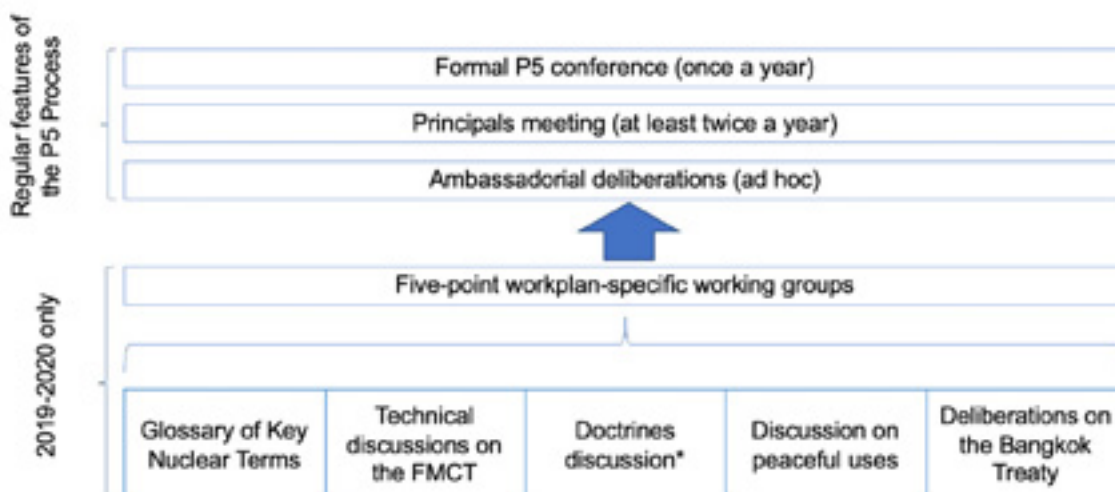 Regular features of
the P5 Process
Formal P5 conference (once a year)
Principals meeting (at least twice a year)
Ambassadorial deliberations (ad hoc)
2019-2020 only
Five-point workplan-specific working groups
Glossary of Key
Nuclear Terms
Technical
discussions on
the FMCT
Doctrines
discussion*
Discussion on
peaceful uses
Deliberations on
the Bangkok
Treaty